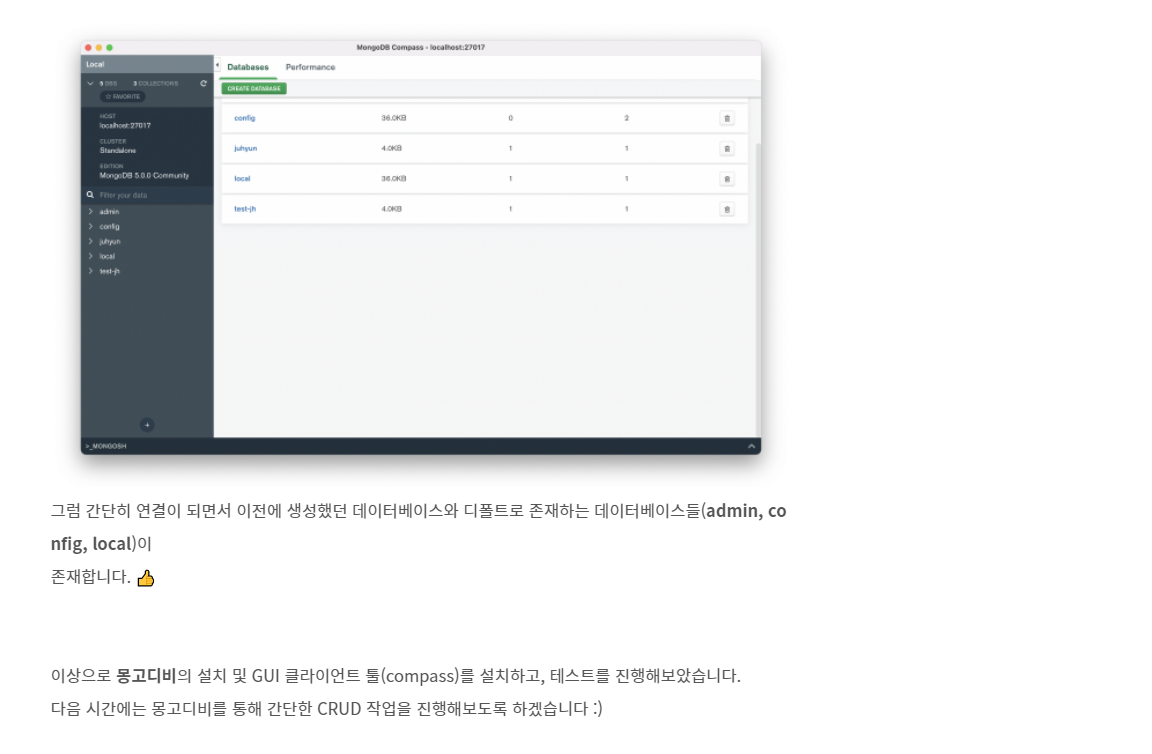 MongoDB Compass - localhost:27017
Local
Databases Performance
5 DBS 3 COLLECTIONS
☆ FAVORITE
CREATE DATABASE
HOST
localhost:27017
CLUSTER
Standalone
EDITION
MongoDB 5.0.0 Community
Filter your data
admin
config
juhyun
local
test-jh
config 36.0KB 0 2
juhyun 4.0KB 1 1
local 36.0KB 1 1
test-jh 4.0KB 1 1
>_MONGOSH
그럼 간단히 연결이 되면서 이전에 생성했던 데이터베이스와 디폴트로 존재하는 데이터베이스들(admin, co
nfig, local)이
존재합니다. 👍
이상으로 몽고디비의 설치 및 GUI 클라이언트 툴(compass)를 설치하고, 테스트를 진행해보았습니다.
다음 시간에는 몽고디비를 통해 간단한 CRUD 작업을 진행해보도록 하겠습니다 :)